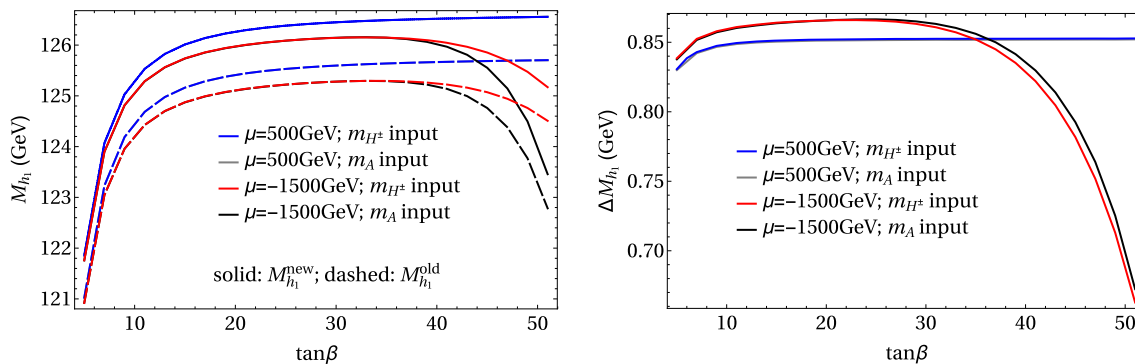 126
125
124
123
122
121
M_{h_1} (GeV)
μ=500GeV; m_{H^±} input
μ=500GeV; m_A input
μ=−1500GeV; m_{H^±} input
μ=−1500GeV; m_A input
solid: M_{h_1}^{new}; dashed: M_{h_1}^{old}
10 20 30 40 50
tanβ
0.85
0.80
0.75
0.70
ΔM_{h_1} (GeV)
μ=500GeV; m_{H^±} input
μ=500GeV; m_A input
μ=−1500GeV; m_{H^±} input
μ=−1500GeV; m_A input
10 20 30 40 50
tanβ